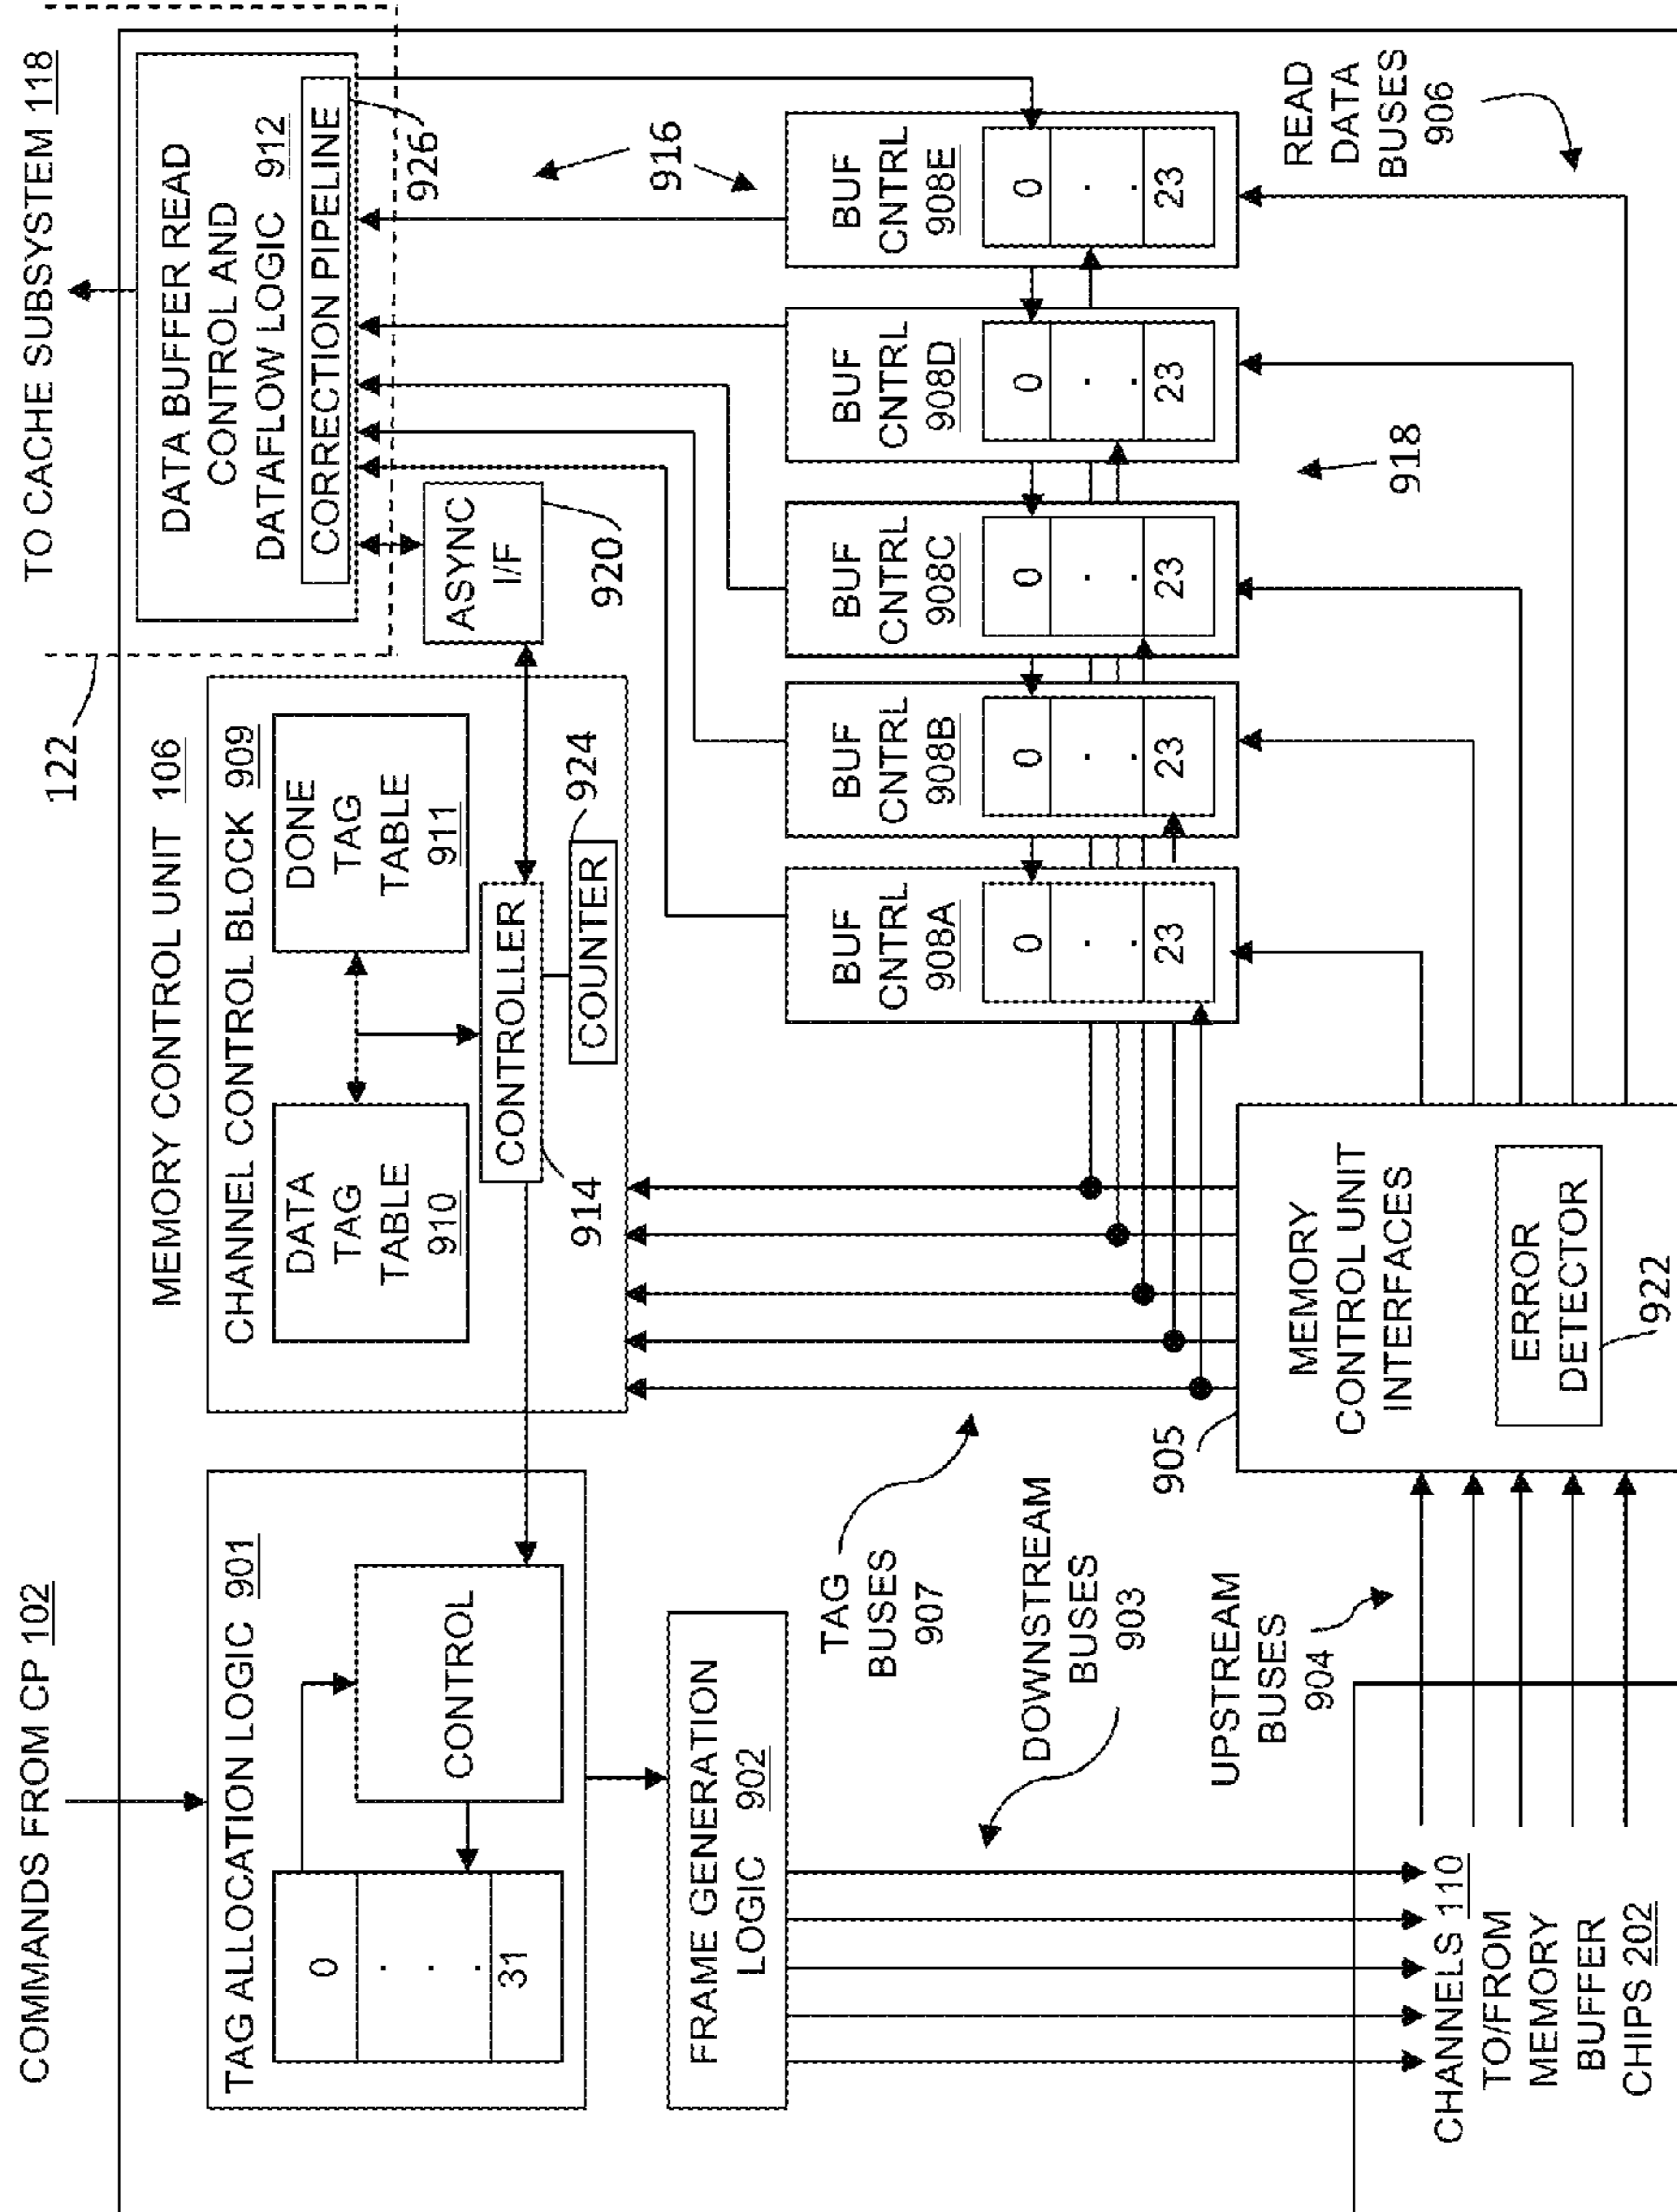 COMMANDS FROM CP 102
TO CACHE SUBSYSTEM 118
122
MEMORY CONTROL UNIT 106
TAG ALLOCATION LOGIC 901
0
.
.
.
31
CONTROL
FRAME GENERATION
LOGIC 902
CHANNEL CONTROL BLOCK 909
DATA
TAG
TABLE
910
DONE
TAG
TABLE
911
CONTROLLER
914
COUNTER
924
DATA BUFFER READ
CONTROL AND
DATAFLOW LOGIC 912
CORRECTION PIPELINE
926
ASYNC
I/F
920
916
BUF
CNTRL
908A
0
.
.
23
BUF
CNTRL
908B
0
.
.
23
BUF
CNTRL
908C
0
.
.
23
BUF
CNTRL
908D
0
.
.
23
BUF
CNTRL
908E
0
.
.
23
918
READ
DATA
BUSES
906
TAG
BUSES
907
DOWNSTREAM
BUSES
903
UPSTREAM
BUSES
904
905
MEMORY
CONTROL UNIT
INTERFACES
ERROR
DETECTOR
922
CHANNELS 110
TO/FROM
MEMORY
BUFFER
CHIPS 202